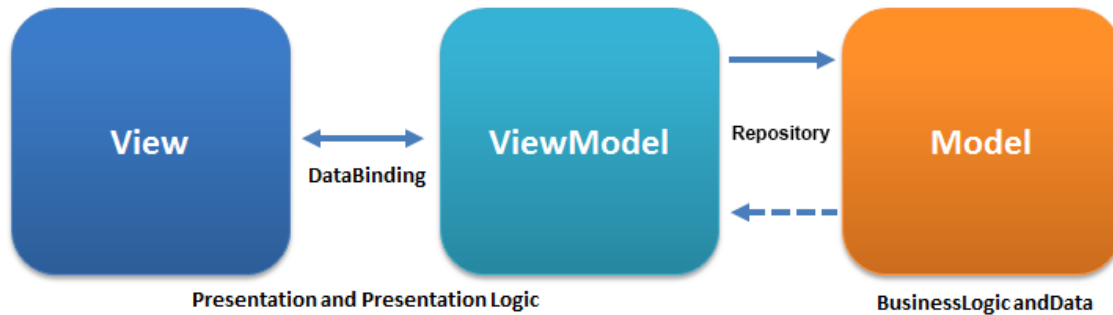 View
DataBinding
ViewModel
Repository
Model
Presentation and Presentation Logic
BusinessLogic andData